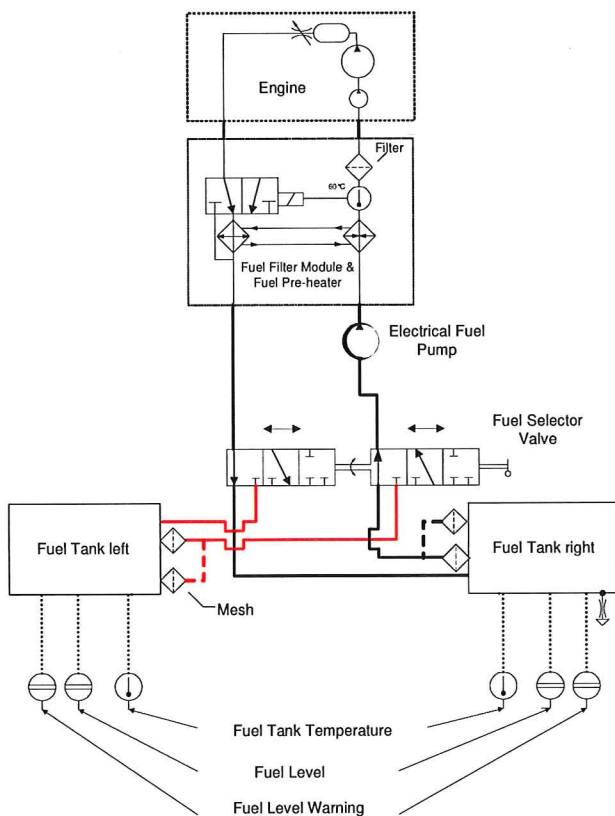 Engine
Filter
60°C
Fuel Filter Module &
Fuel Pre-heater
Electrical Fuel
Pump
Fuel Selector
Valve
Fuel Tank left
Fuel Tank right
Mesh
Fuel Tank Temperature
Fuel Level
Fuel Level Warning